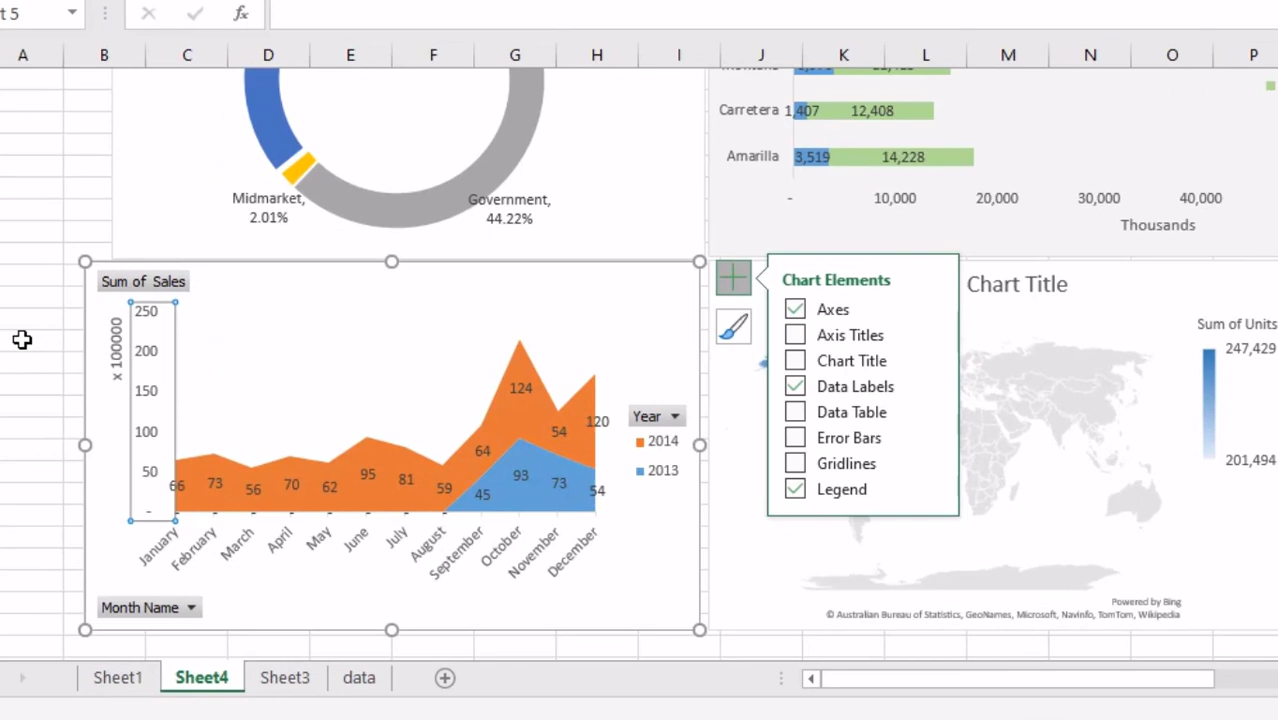 t 5
fx
A B C D E F G H I J K L M N O P
Carretera 1,407 12,408
Amarilla 3,519 14,228
- 10,000 20,000 30,000 40,000
Thousands
Midmarket,
2.01%
Government,
44.22%
Sum of Sales
250
200
150
100
50
-
x 100000
66 73 56 70 62 95 81 59 64 124 54 120
45 93 73 54
January February March April May June July August September October November December
Month Name
Year
2014
2013
Chart Elements
Axes
Axis Titles
Chart Title
Data Labels
Data Table
Error Bars
Gridlines
Legend
Chart Title
Sum of Units
247,429
201,494
Powered by Bing
© Australian Bureau of Statistics, GeoNames, Microsoft, Navinfo, TomTom, Wikipedia
Sheet1 Sheet4 Sheet3 data